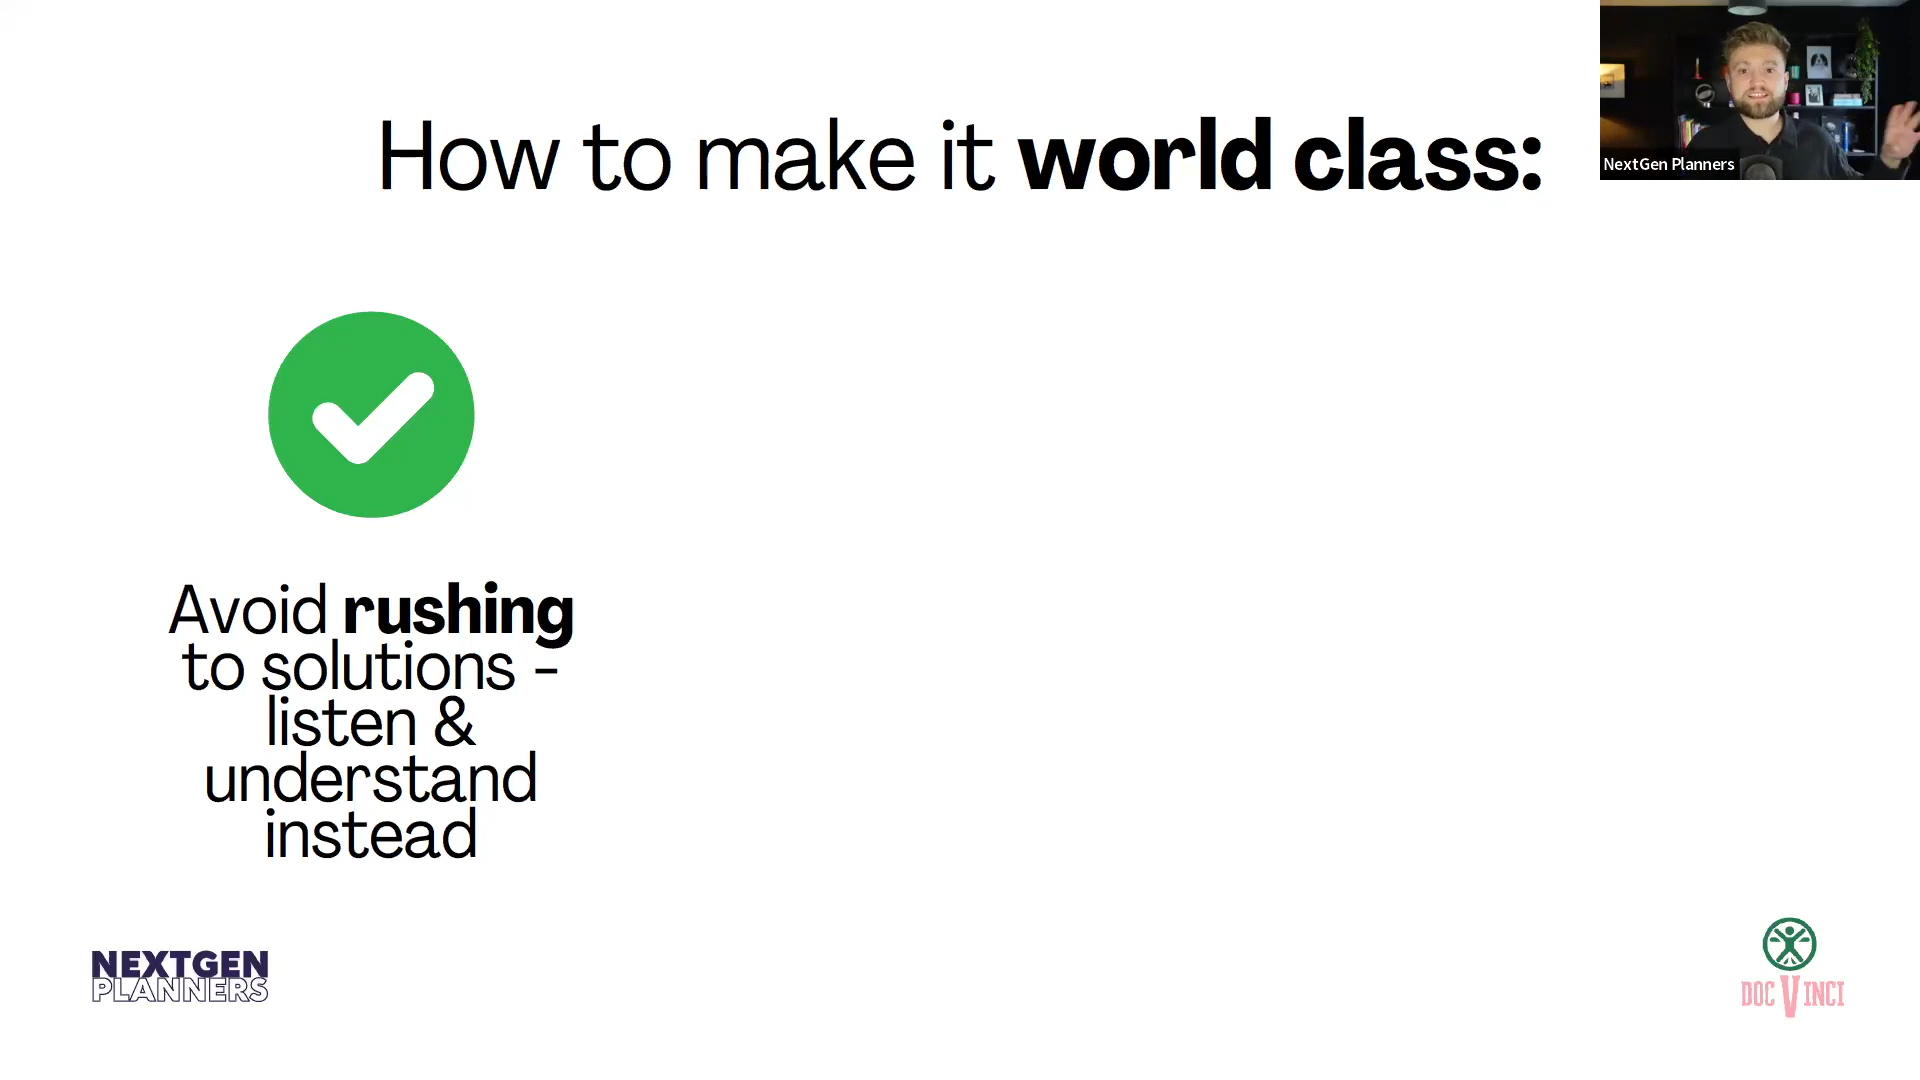 How to make it world class:
NextGen Planners
Avoid rushing
to solutions -
listen &
understand
instead
NEXTGEN
PLANNERS
DOC VINCI